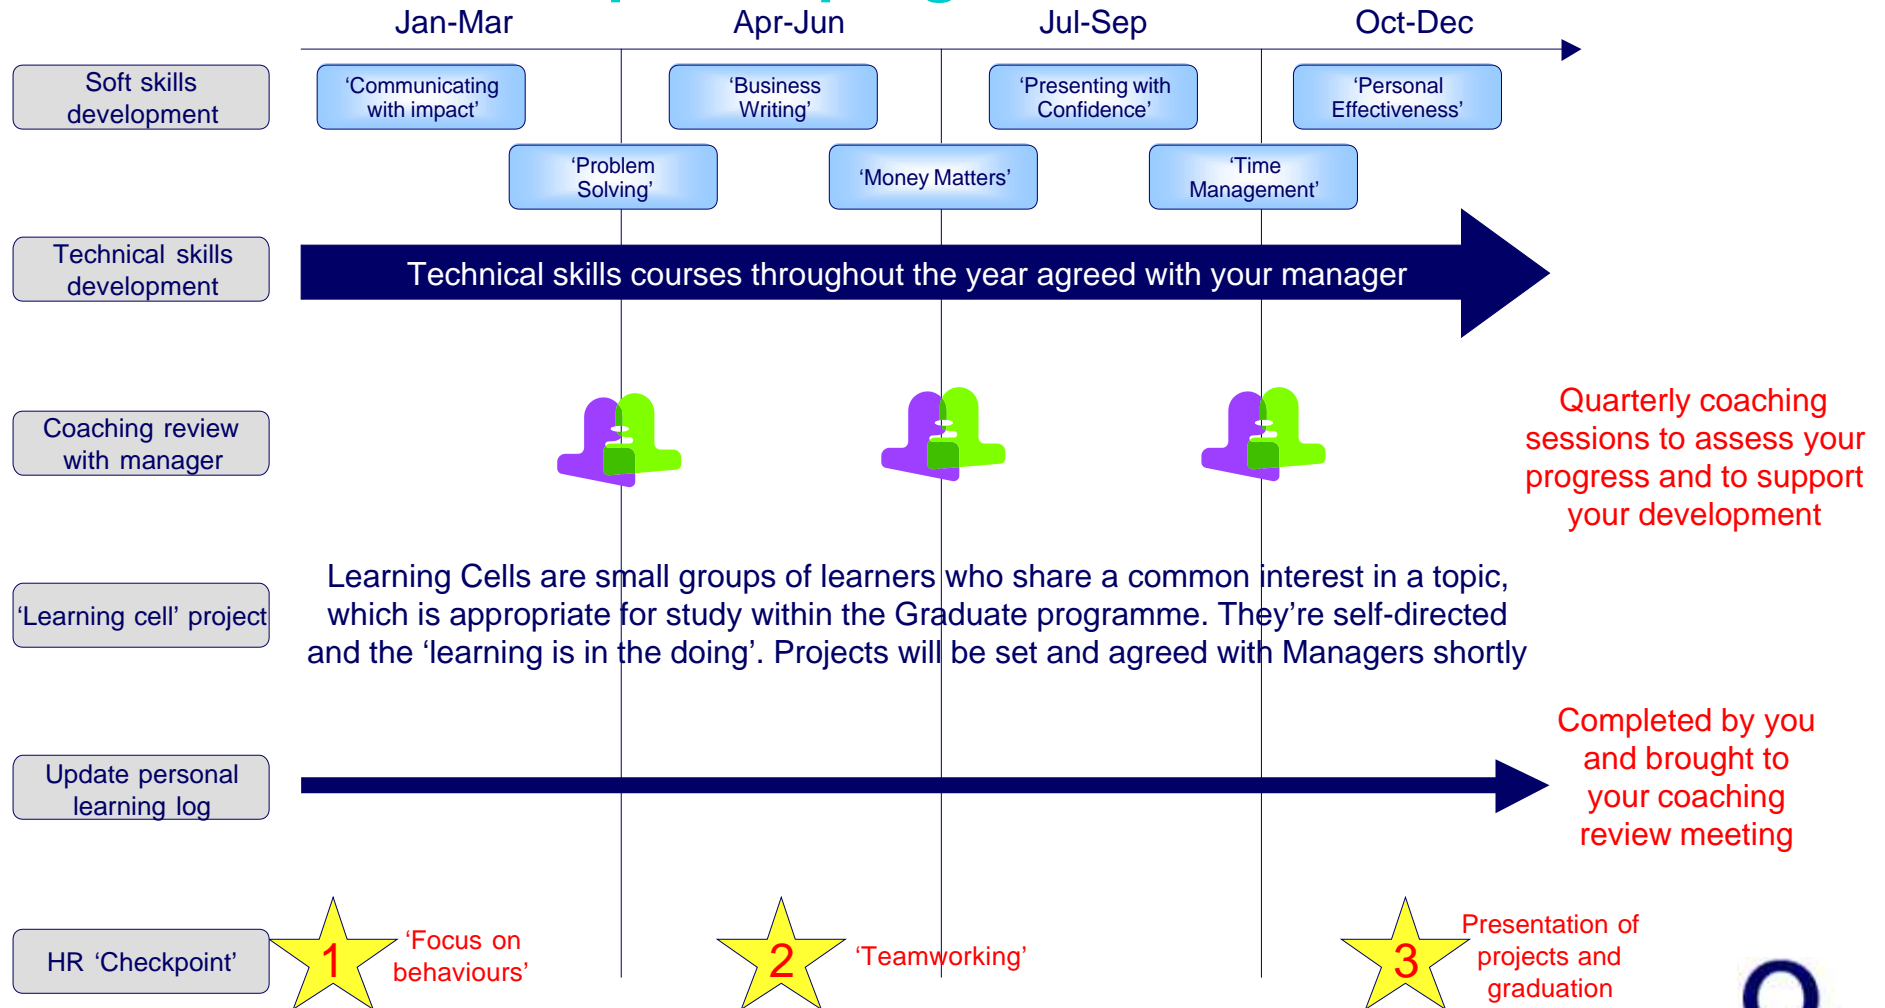 Jan-Mar
Apr-Jun
Jul-Sep
Oct-Dec
Soft skills
development
‘Communicating
with impact’
‘Business
Writing’
‘Presenting with
Confidence’
‘Personal
Effectiveness’
‘Problem
Solving’
‘Money Matters’
‘Time
Management’
Technical skills
development
Technical skills courses throughout the year agreed with your manager
Coaching review
with manager
Quarterly coaching
sessions to assess your
progress and to support
your development
‘Learning cell’ project
Learning Cells are small groups of learners who share a common interest in a topic,
which is appropriate for study within the Graduate programme. They’re self-directed
and the ‘learning is in the doing’. Projects will be set and agreed with Managers shortly
Update personal
learning log
Completed by you
and brought to
your coaching
review meeting
HR ‘Checkpoint’
1
‘Focus on
behaviours’
2
‘Teamworking’
3
Presentation of
projects and
graduation